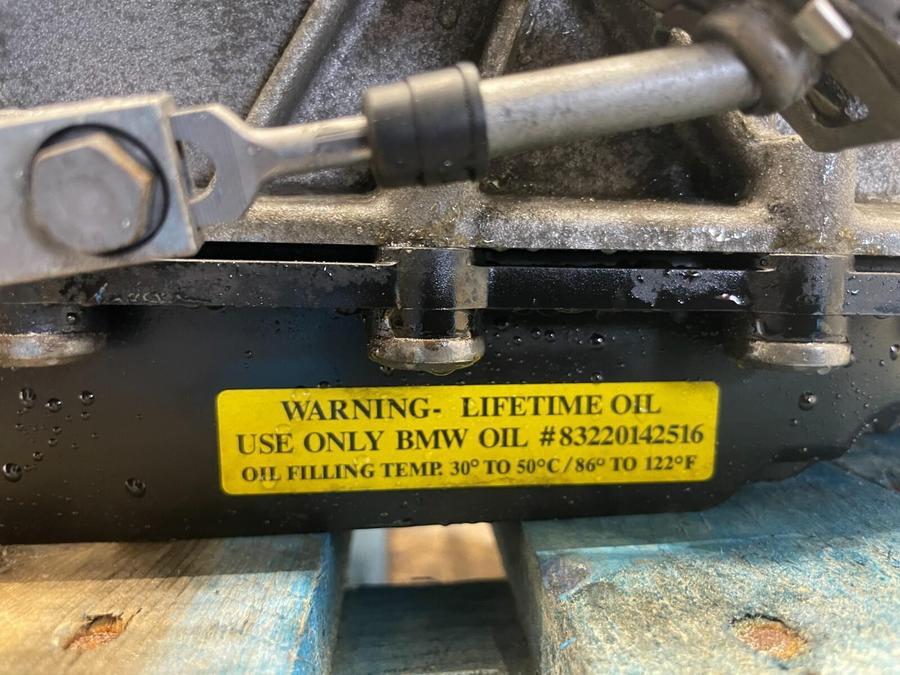 WARNING- LIFETIME OIL
USE ONLY BMW OIL #83220142516
OIL FILLING TEMP. 30° TO 50°C/86° TO 122°F